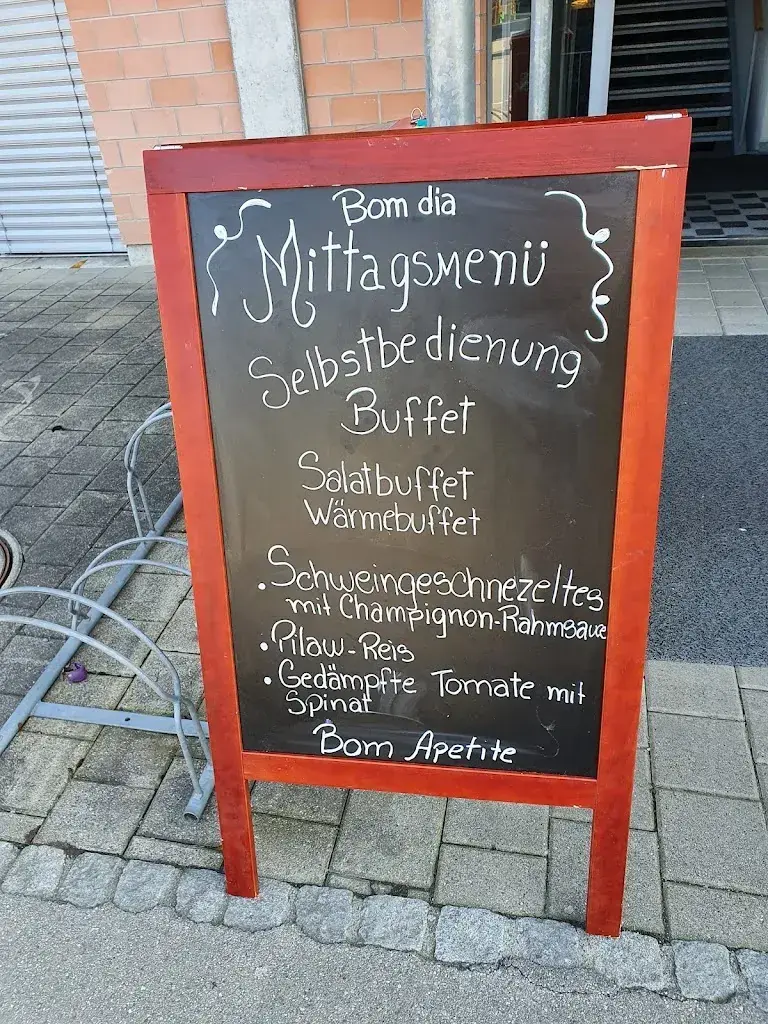 Bom dia
Mittagsmenü
Selbstbedienung
Buffet
Salatbuffet
Wärmebuffet
• Schweingeschnezeltes
mit Champignon-Rahmsauce
• Pilaw-Reis
• Gedämpfte Tomate mit
Spinat
Bom Apetite